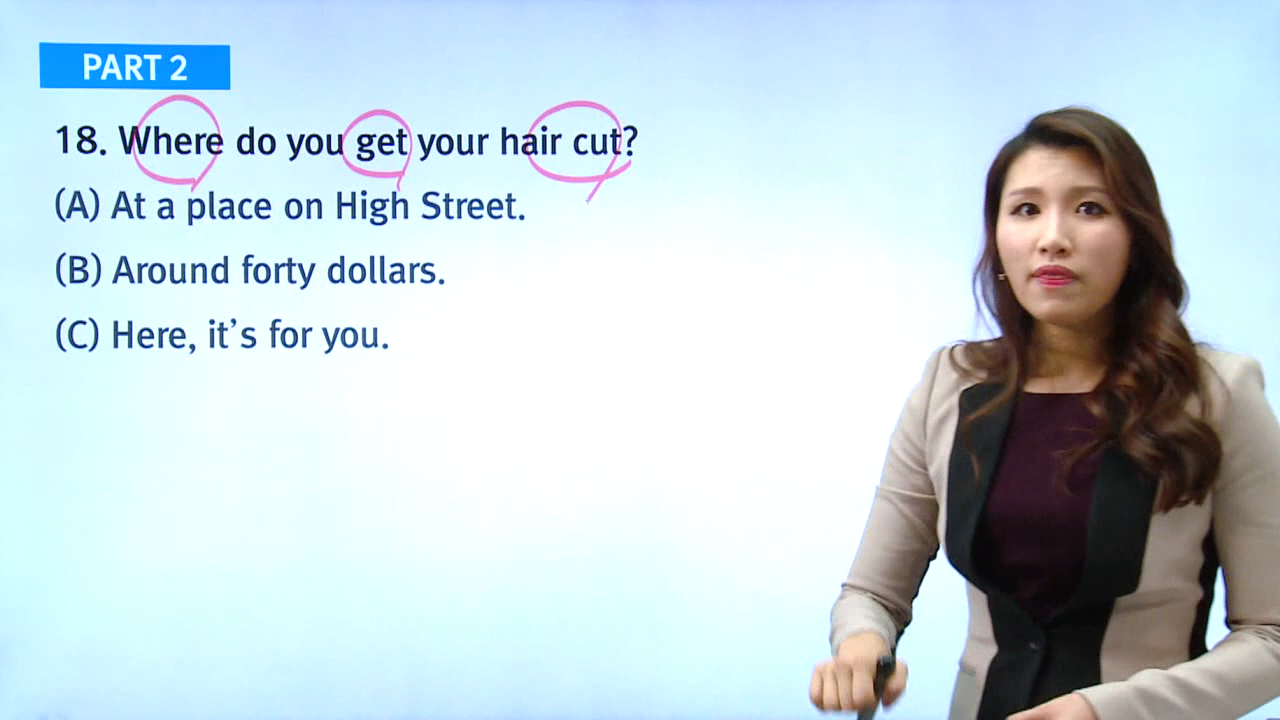 PART 2
18. Where do you get your hair cut?
(A) At a place on High Street.
(B) Around forty dollars.
(C) Here, it's for you.